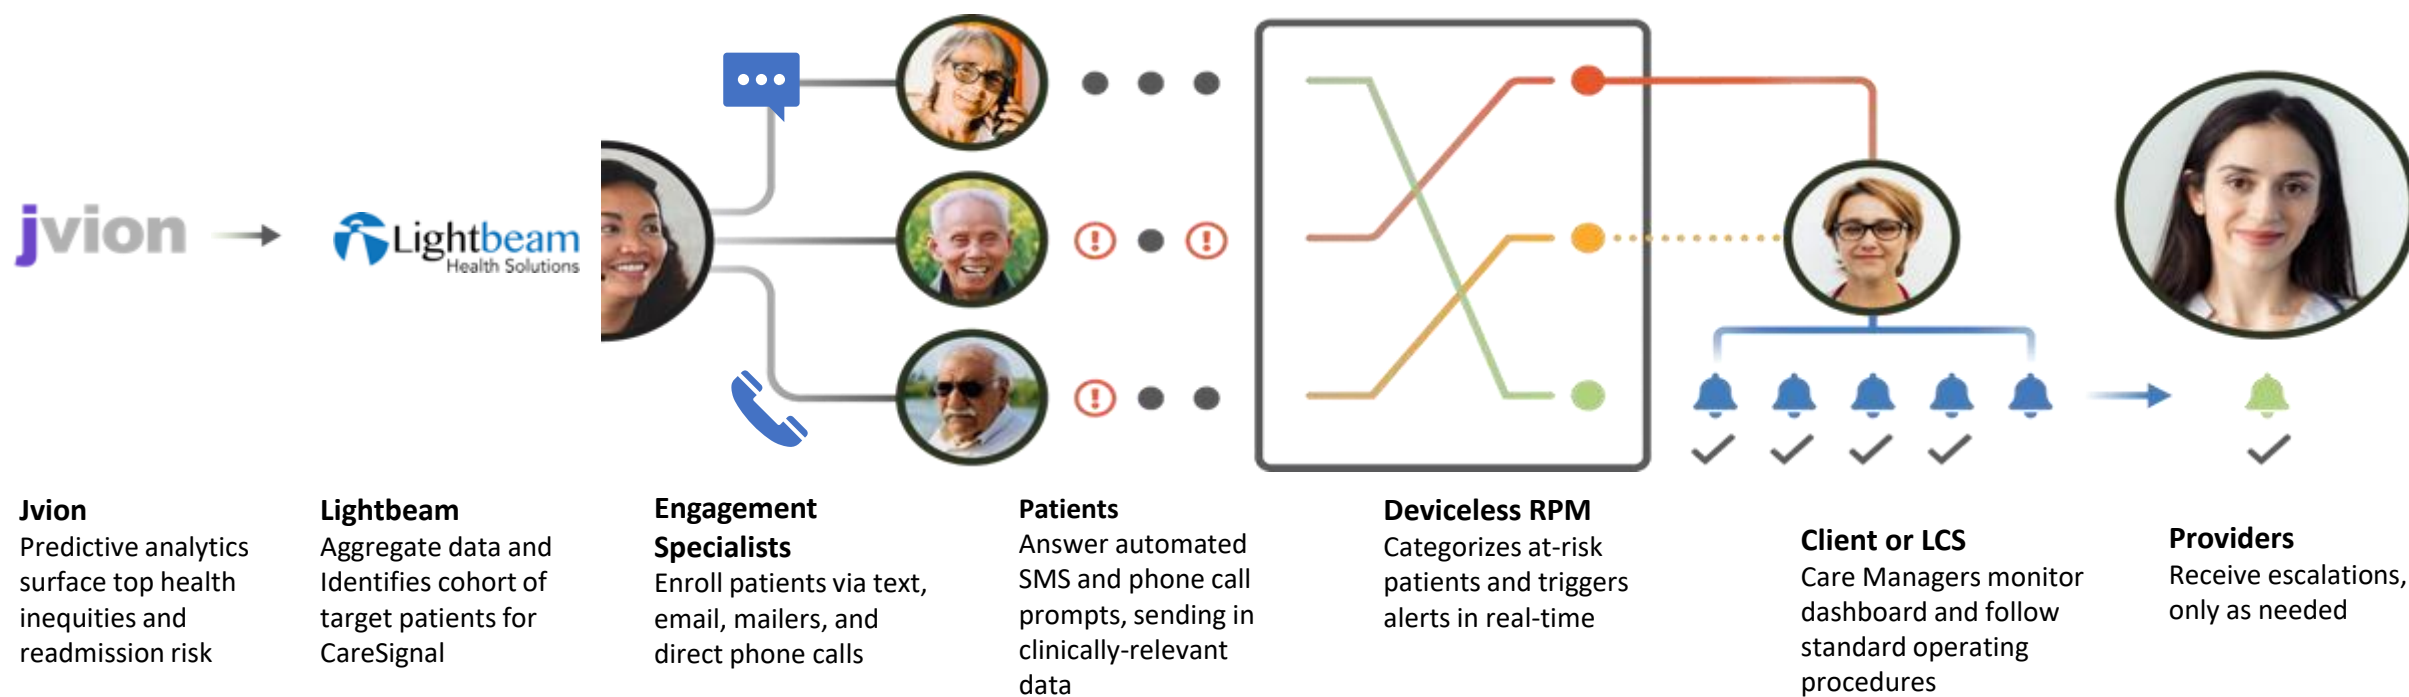 jvion
Lightbeam
Health Solutions
Jvion
Predictive analytics
surface top health
inequities and
readmission risk
Lightbeam
Aggregate data and
Identifies cohort of
target patients for
CareSignal
Engagement
Specialists
Enroll patients via text,
email, mailers, and
direct phone calls
Patients
Answer automated
SMS and phone call
prompts, sending in
clinically-relevant
data
Deviceless RPM
Categorizes at-risk
patients and triggers
alerts in real-time
Client or LCS
Care Managers monitor
dashboard and follow
standard operating
procedures
Providers
Receive escalations,
only as needed